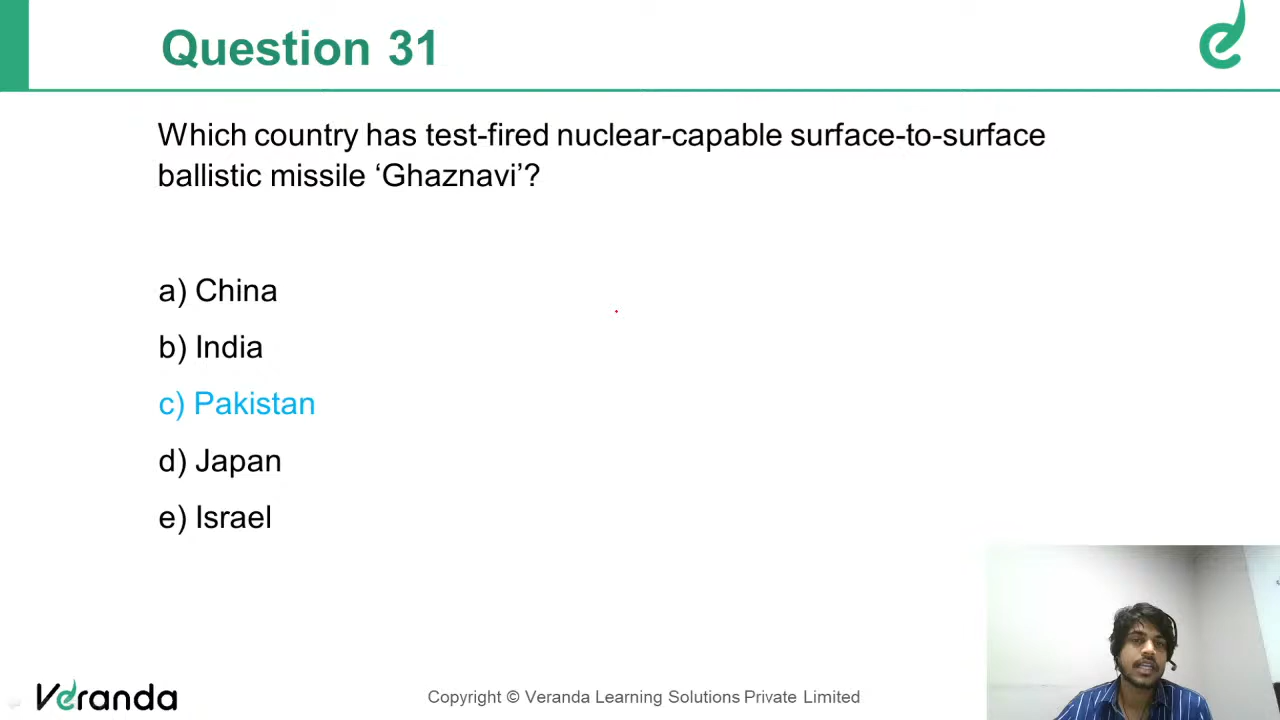 Question 31
Which country has test-fired nuclear-capable surface-to-surface
ballistic missile ‘Ghaznavi’?
a) China
b) India
c) Pakistan
d) Japan
e) Israel
Veranda
Copyright © Veranda Learning Solutions Private Limited